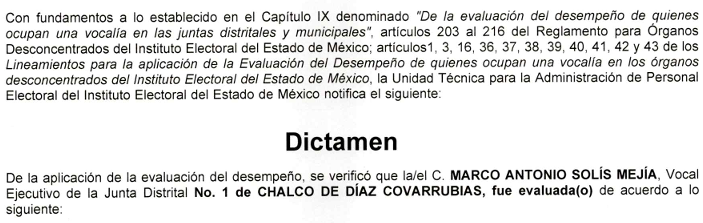 Con fundamentos a lo establecido en el Capítulo IX denominado "De la evaluación del desempeño de quienes
ocupan una vocalía en las juntas distritales y municipales", artículos 203 al 216 del Reglamento para Órganos
Desconcentrados del Instituto Electoral del Estado de México; artículos1, 3, 16, 36, 37, 38, 39, 40, 41, 42 y 43 de los
Lineamientos para la aplicación de la Evaluación del Desempeño de quienes ocupan una vocalía en los órganos
desconcentrados del Instituto Electoral del Estado de México, la Unidad Técnica para la Administración de Personal
Electoral del Instituto Electoral del Estado de México notifica el siguiente:
Dictamen
De la aplicación de la evaluación del desempeño, se verificó que la/el C. MARCO ANTONIO SOLÍS MEJÍA, Vocal
Ejecutivo de la Junta Distrital No. 1 de CHALCO DE DÍAZ COVARRUBIAS, fue evaluada(o) de acuerdo a lo
siguiente: